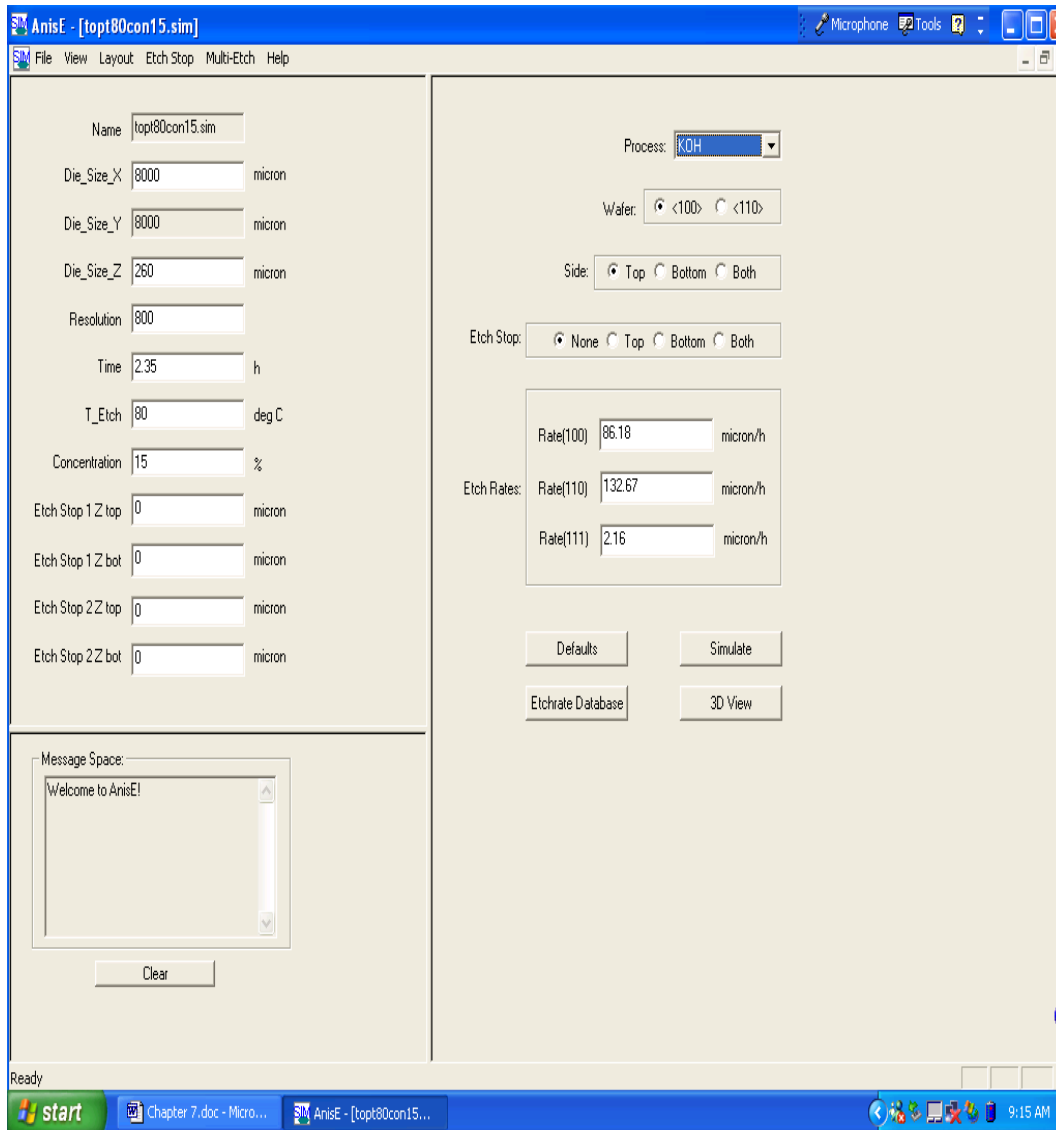 AnisE - [topt80con15.sim]
Microphone Tools
File View Layout Etch Stop Multi-Etch Help
Name topt80con15.sim
Die_Size_X 8000 micron
Die_Size_Y 8000 micron
Die_Size_Z 260 micron
Resolution 800
Time 2.35 h
T_Etch 80 deg C
Concentration 15 %
Etch Stop 1 Z top 0 micron
Etch Stop 1 Z bot 0 micron
Etch Stop 2 Z top 0 micron
Etch Stop 2 Z bot 0 micron
Process: KOH
Wafer: <100> <110>
Side: Top Bottom Both
Etch Stop: None Top Bottom Both
Etch Rates:
Rate(100) 86.18 micron/h
Rate(110) 132.67 micron/h
Rate(111) 2.16 micron/h
Defaults Simulate
Etchrate Database 3D View
Message Space:
Welcome to AnisE!
Clear
Ready
start Chapter 7.doc - Micro... AnisE - [topt80con15... 9:15 AM